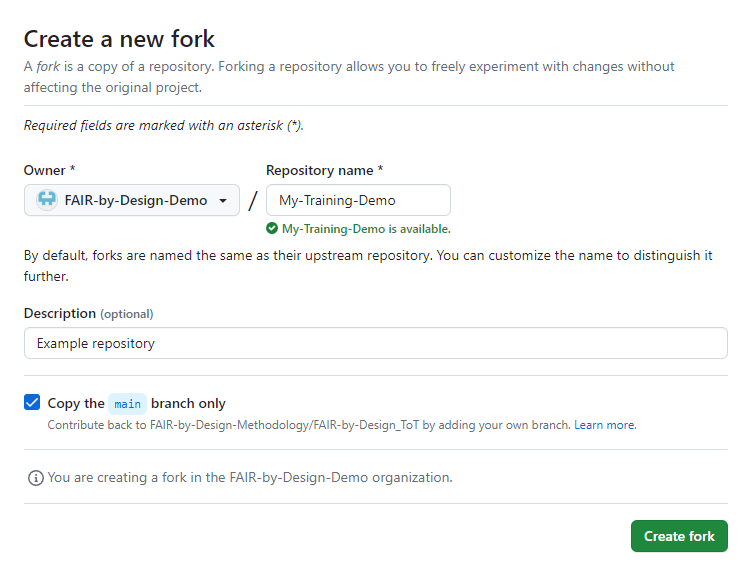 Create a new fork
A fork is a copy of a repository. Forking a repository allows you to freely experiment with changes without
affecting the original project.
Required fields are marked with an asterisk (*).
Owner * Repository name *
FAIR-by-Design-Demo / My-Training-Demo
My-Training-Demo is available.
By default, forks are named the same as their upstream repository. You can customize the name to distinguish it
further.
Description (optional)
Example repository
Copy the main branch only
Contribute back to FAIR-by-Design-Methodology/FAIR-by-Design_ToT by adding your own branch. Learn more.
You are creating a fork in the FAIR-by-Design-Demo organization.
Create fork